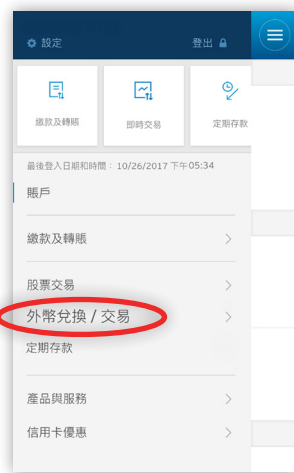 設定 登出
繳款及轉賬 即時交易 定期存款
最後登入日期和時間：10/26/2017 下午05:34
賬戶
繳款及轉賬
股票交易
外幣兌換 / 交易
定期存款
產品與服務
信用卡優惠